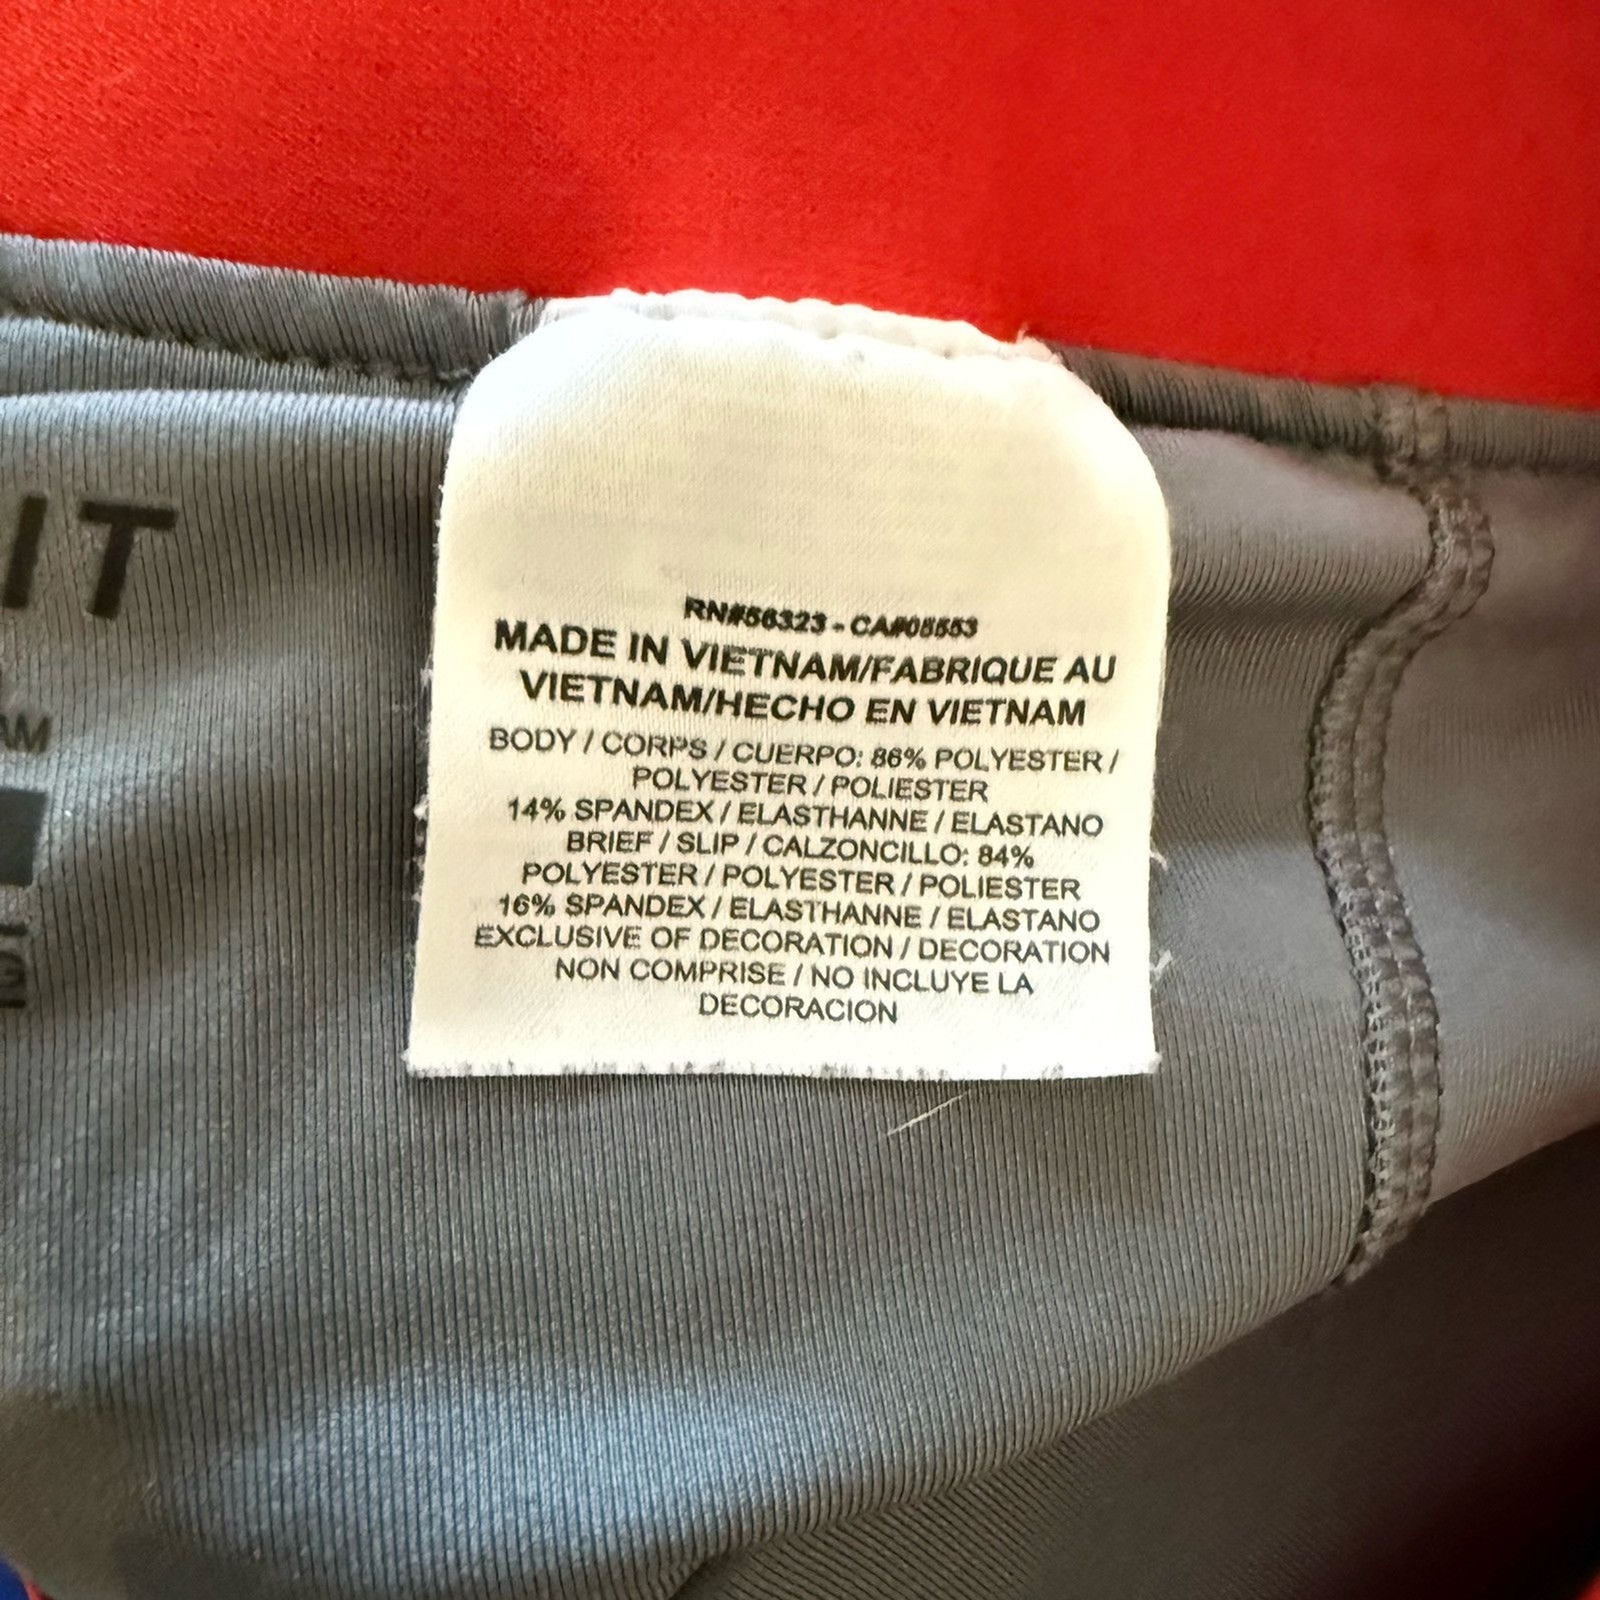 IT
AM
RN#56323 - CA#05553
MADE IN VIETNAM/FABRIQUE AU
VIETNAM/HECHO EN VIETNAM
BODY / CORPS / CUERPO: 86% POLYESTER /
POLYESTER / POLIESTER
14% SPANDEX / ELASTHANNE / ELASTANO
BRIEF / SLIP / CALZONCILLO: 84%
POLYESTER / POLYESTER / POLIESTER
16% SPANDEX / ELASTHANNE / ELASTANO
EXCLUSIVE OF DECORATION / DECORATION
NON COMPRISE / NO INCLUYE LA
DECORACION